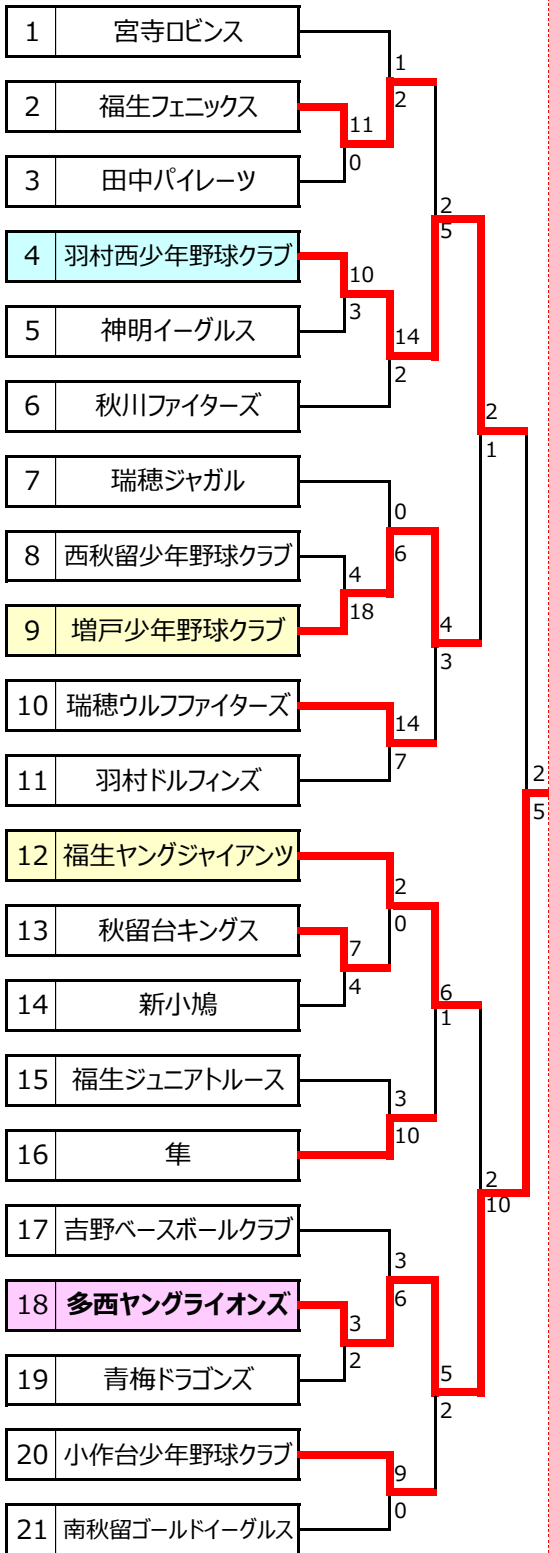 1 宮寺ロビンス
1
2 福生フェニックス
2
11
0
3 田中パイレーツ
2
5
4 羽村西少年野球クラブ
10
3
5 神明イーグルス
14
2
6 秋川ファイターズ
2
1
7 瑞穂ジャガル
0
6
8 西秋留少年野球クラブ
4
18
9 増戸少年野球クラブ
4
3
10 瑞穂ウルフファイターズ
14
7
11 羽村ドルフィンズ
2
5
12 福生ヤングジャイアンツ
2
0
13 秋留台キングス
7
4
14 新小鳩
6
1
15 福生ジュニアトルース
3
10
16 隼
2
10
17 吉野ベースボールクラブ
3
6
18 多西ヤングライオンズ
3
2
19 青梅ドラゴンズ
5
2
20 小作台少年野球クラブ
9
0
21 南秋留ゴールドイーグルス